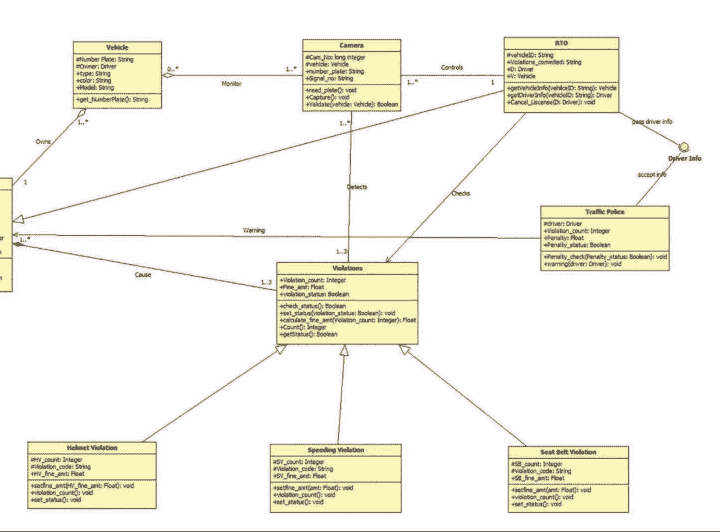 Vehicle
#Number Plate: String
#Owner: Driver
+type: String
+color: String
+Model: String
+get_NumberPlate(): String
0..*
Monitor
1..*
Camera
#Cam_No: long integer
#vehicle: Vehicle
+number_plate: String
+Signal_no: String
+read_plate(): void
+Capture(): void
+Validate(vehicle: Vehicle): Boolean
Controls
1..*
1
RTO
#vehicleID: String
+Violations_commited: String
+D: Driver
+V: Vehicle
+getVehicleInfo(vehilceID: String): Vehicle
+getDriverInfo(vehicleID: String): Driver
+Cancel_Liscense(D: Driver): void
pass driver info
Driver Info
accept info
1..*
Owns
1
1..*
Detects
1..3
Checks
Traffic Police
#driver: Driver
+Violation_count: Integer
+Penalty: Float
+Penalty_status: Boolean
+Penalty_check(Penalty_status: Boolean): void
+warning(driver: Driver): void
Warning
1..*
Cause
1..3
Violations
+Violation_count: Integer
+Fine_amt: Float
+violation_status: Boolean
+check_status(): Boolean
+set_status(violation_status: Boolean): void
+calculate_fine_amt(Violation_count: Integer): Float
+Count(): Integer
+getStatus(): Boolean
Helmet Violation
#HV_count: Integer
#Violation_code: String
+HV_fine_amt: Float
+setfine_amt(HV_fine_amt: Float): void
+violation_count(): void
+set_status(): void
Speeding Violation
#SV_count: Integer
#Violation_code: String
+SV_fine_amt: Float
+setfine_amt(amt: Float): void
+violation_count(): void
+set_status(): void
Seat Belt Violation
#SB_count: Integer
#Violation_code: String
+SB_fine_amt: Float
+setfine_amt(amt: Float): void
+violation_count(): void
+set_status(): void